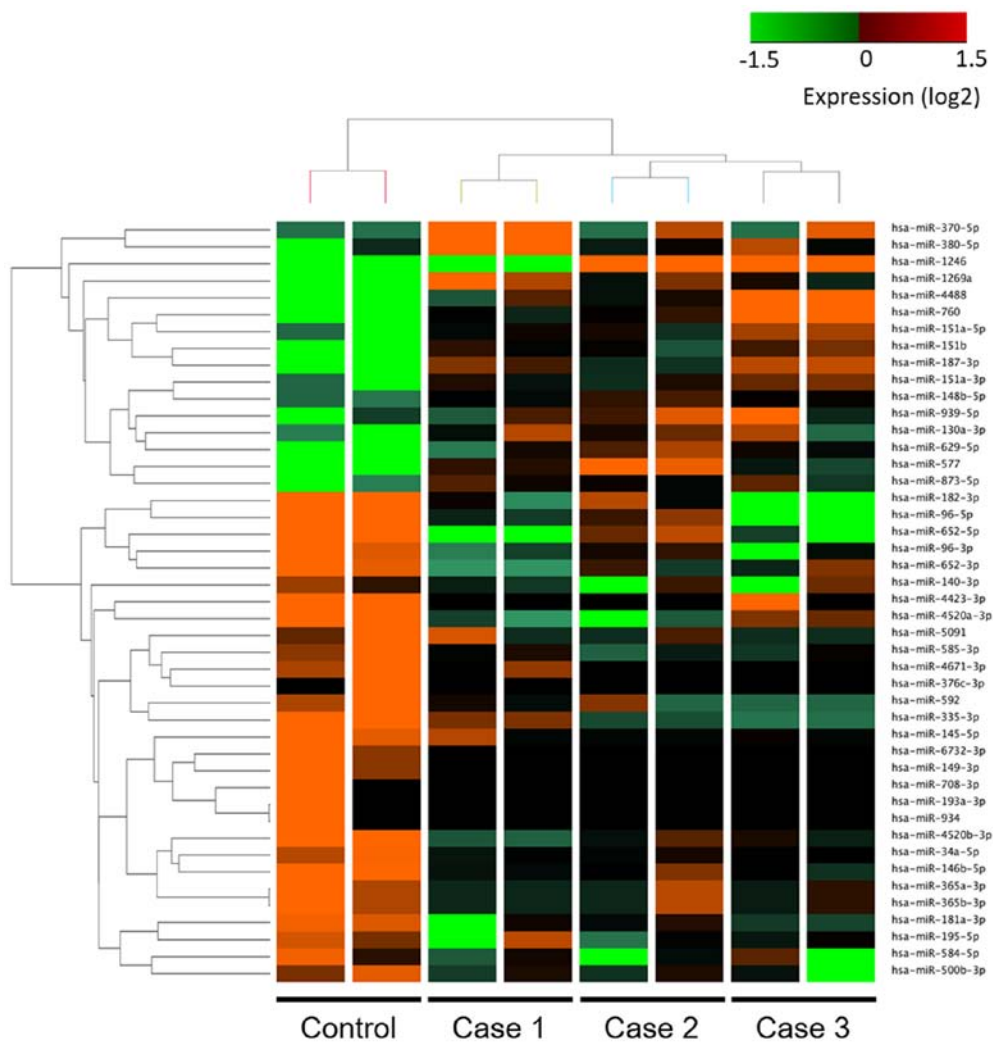 -1.5 0 1.5
Expression (log2)
hsa-miR-370-5p
hsa-miR-380-5p
hsa-miR-1246
hsa-miR-1269a
hsa-miR-4488
hsa-miR-760
hsa-miR-151a-5p
hsa-miR-151b
hsa-miR-187-3p
hsa-miR-151a-3p
hsa-miR-148b-5p
hsa-miR-939-5p
hsa-miR-130a-3p
hsa-miR-629-5p
hsa-miR-577
hsa-miR-873-5p
hsa-miR-182-3p
hsa-miR-96-5p
hsa-miR-652-5p
hsa-miR-96-3p
hsa-miR-652-3p
hsa-miR-140-3p
hsa-miR-4423-3p
hsa-miR-4520a-3p
hsa-miR-5091
hsa-miR-585-3p
hsa-miR-4671-3p
hsa-miR-376c-3p
hsa-miR-592
hsa-miR-335-3p
hsa-miR-145-5p
hsa-miR-6732-3p
hsa-miR-149-3p
hsa-miR-708-3p
hsa-miR-193a-3p
hsa-miR-934
hsa-miR-4520b-3p
hsa-miR-34a-5p
hsa-miR-146b-5p
hsa-miR-365a-3p
hsa-miR-365b-3p
hsa-miR-181a-3p
hsa-miR-195-5p
hsa-miR-584-5p
hsa-miR-500b-3p
Control Case 1 Case 2 Case 3